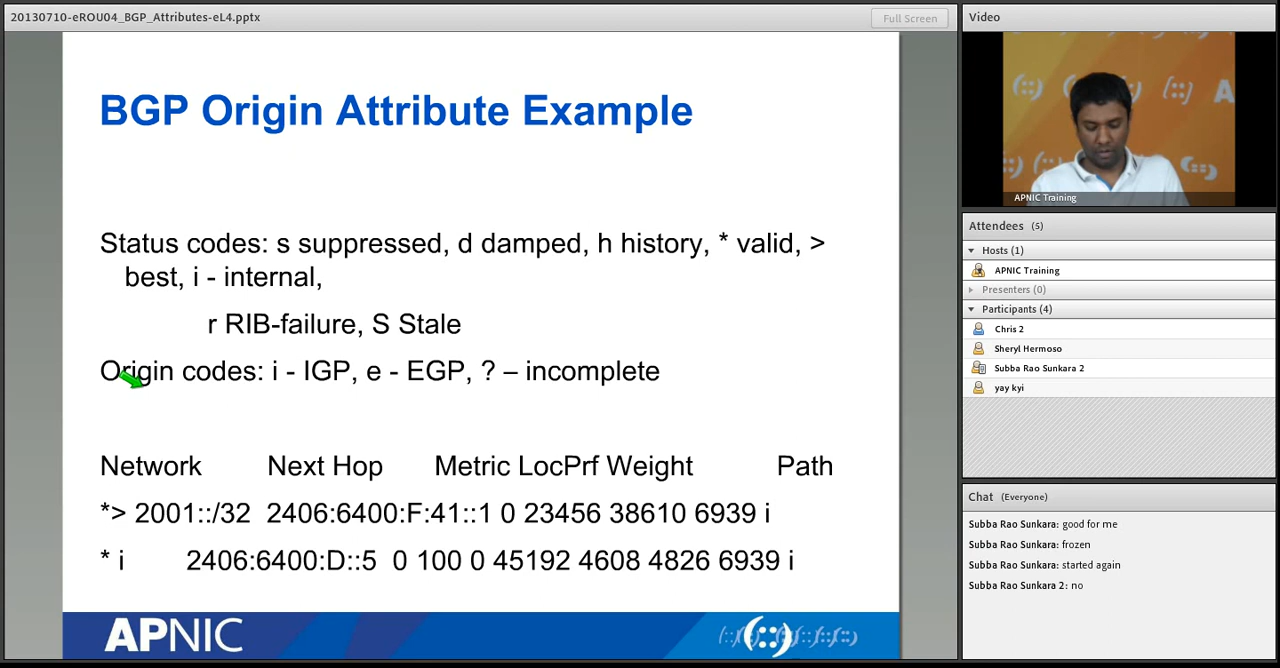 20130710-eROU04_BGP_Attributes-eL4.pptx
Full Screen
BGP Origin Attribute Example
Status codes: s suppressed, d damped, h history, * valid, >
best, i - internal,
r RIB-failure, S Stale
Origin codes: i - IGP, e - EGP, ? – incomplete
Network Next Hop Metric LocPrf Weight Path
*> 2001::/32 2406:6400:F:41::1 0 23456 38610 6939 i
* i 2406:6400:D::5 0 100 0 45192 4608 4826 6939 i
APNIC
Video
A
APNIC Training
Attendees (5)
Hosts (1)
APNIC Training
Presenters (0)
Participants (4)
Chris 2
Sheryl Hermoso
Subba Rao Sunkara 2
yay kyi
Chat (Everyone)
Subba Rao Sunkara: good for me
Subba Rao Sunkara: frozen
Subba Rao Sunkara: started again
Subba Rao Sunkara 2: no